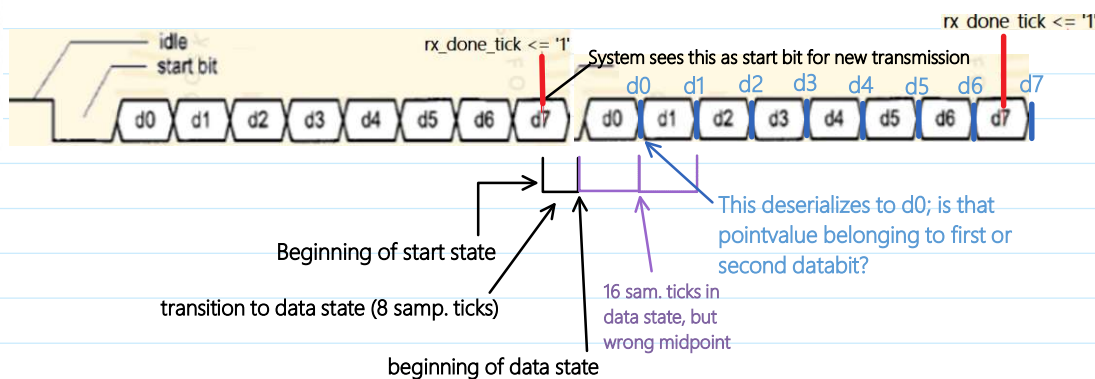 rx_done_tick <= '1'
idle
rx_done_tick <= '1'
start bit
System sees this as start bit for new transmission
d0 d1 d2 d3 d4 d5 d6 d7
d0 d1 d2 d3 d4 d5 d6 d7 d0 d1 d2 d3 d4 d5 d6 d7
This deserializes to d0; is that
pointvalue belonging to first or
second databit?
Beginning of start state
16 sam. ticks in
data state, but
wrong midpoint
transition to data state (8 samp. ticks)
beginning of data state